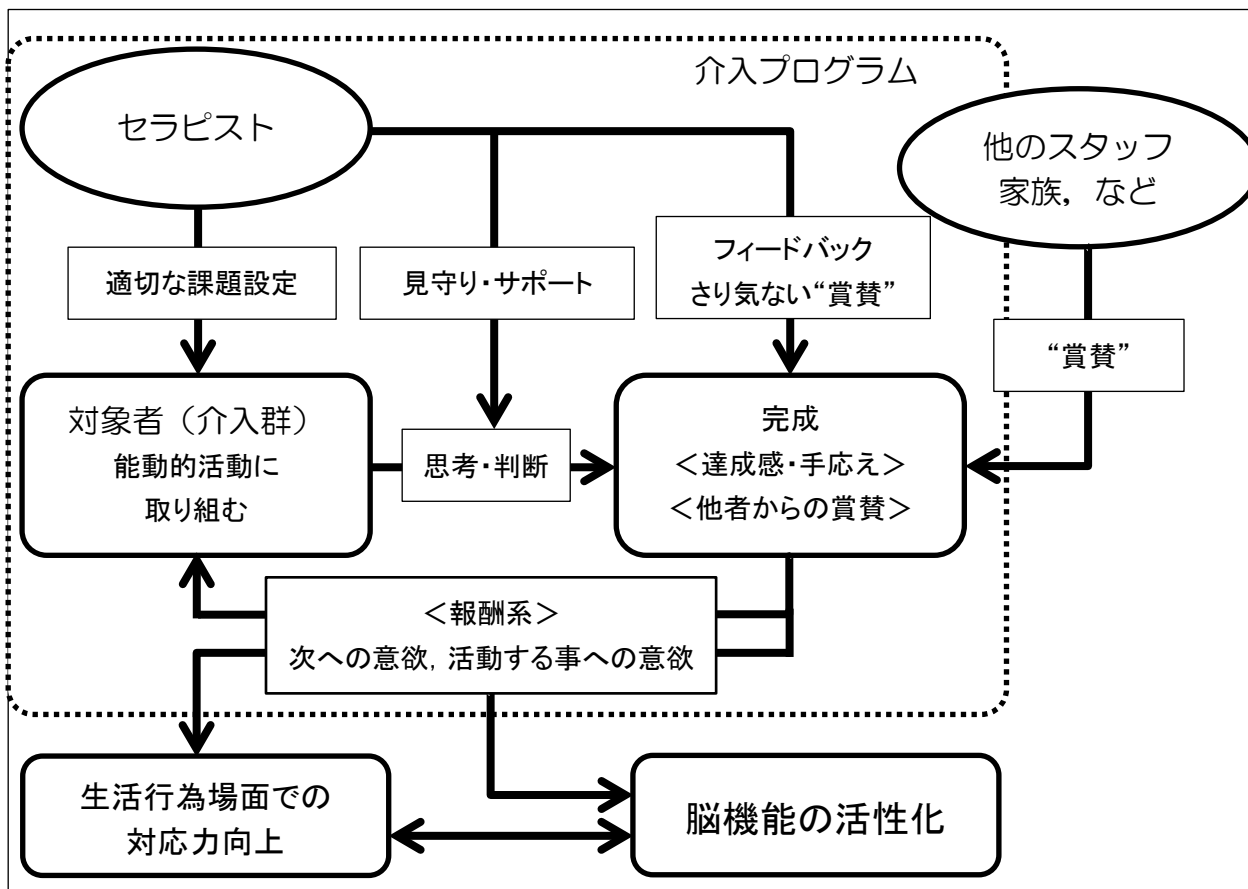 介入プログラム
セラピスト
他のスタッフ
家族，など
適切な課題設定
見守り・サポート
フィードバック
さり気ない“賞賛”
“賞賛”
対象者（介入群）
能動的活動に
取り組む
思考・判断
完成
＜達成感・手応え＞
＜他者からの賞賛＞
＜報酬系＞
次への意欲，活動する事への意欲
生活行為場面での
対応力向上
脳機能の活性化